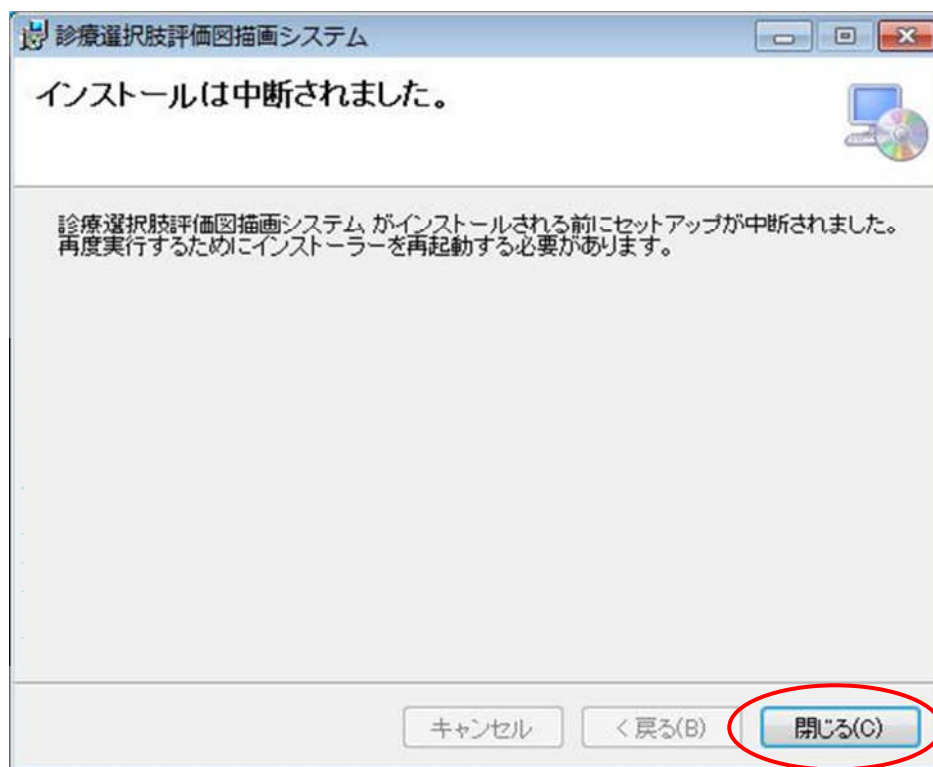 診療選択肢評価図描画システム
インストールは中断されました。
診療選択肢評価図描画システム がインストールされる前にセットアップが中断されました。
再度実行するためにインストーラーを再起動する必要があります。
キャンセル
< 戻る(B)
閉じる(C)